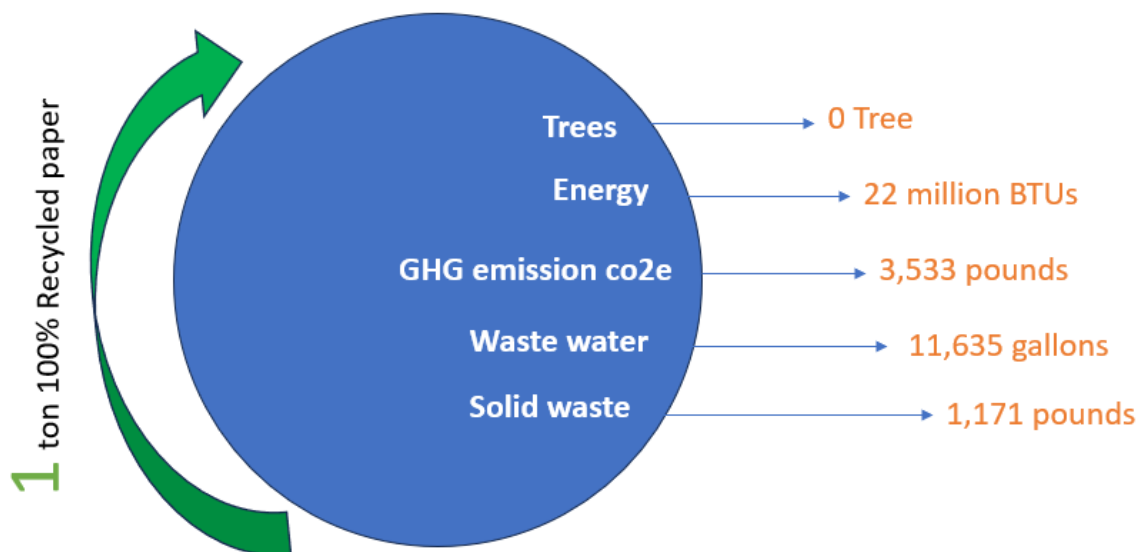 1 ton 100% Recycled paper
Trees
0 Tree
Energy
22 million BTUs
GHG emission co2e
3,533 pounds
Waste water
11,635 gallons
Solid waste
1,171 pounds